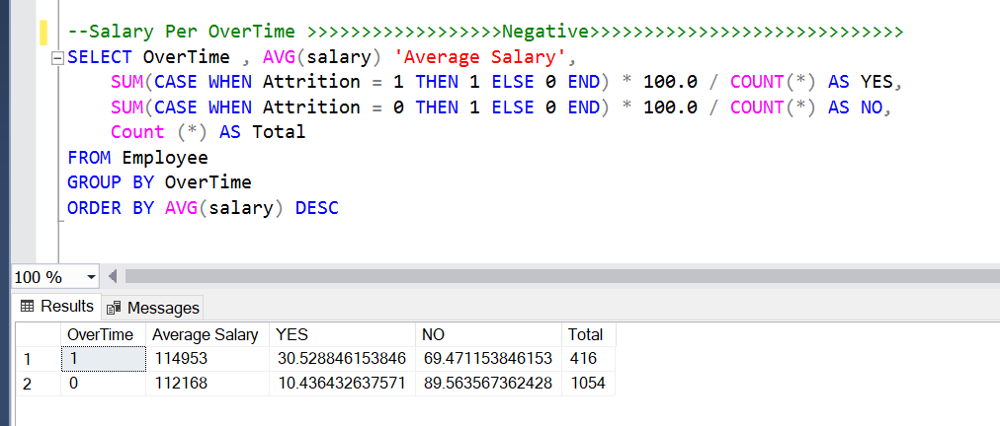 --Salary Per OverTime >>>>>>>>>>>>>>>>>>Negative>>>>>>>>>>>>>>>>>>>>>>>>>>>>>
SELECT OverTime , AVG(salary) 'Average Salary',
SUM(CASE WHEN Attrition = 1 THEN 1 ELSE 0 END) * 100.0 / COUNT(*) AS YES,
SUM(CASE WHEN Attrition = 0 THEN 1 ELSE 0 END) * 100.0 / COUNT(*) AS NO,
Count (*) AS Total
FROM Employee
GROUP BY OverTime
ORDER BY AVG(salary) DESC
100 %
Results Messages
OverTime Average Salary YES NO Total
1 1 114953 30.528846153846 69.471153846153 416
2 0 112168 10.436432637571 89.563567362428 1054